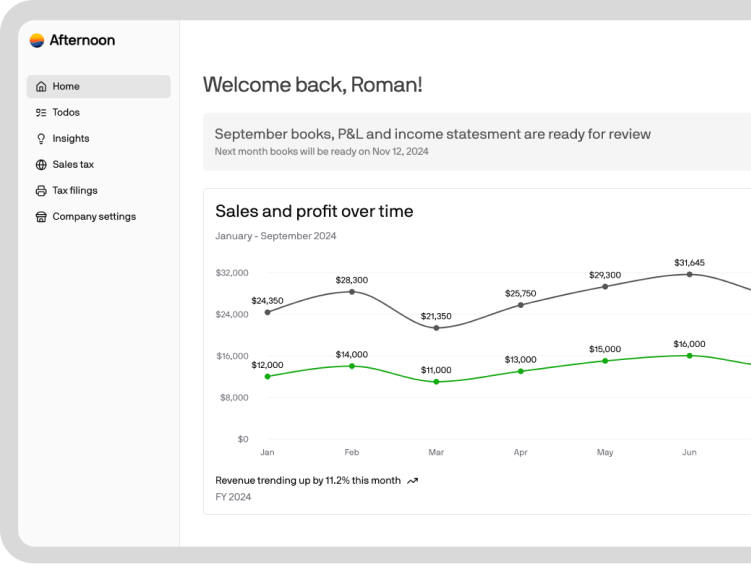 Afternoon
Home
Todos
Insights
Sales tax
Tax filings
Company settings
Welcome back, Roman!
September books, P&L and income statesment are ready for review
Next month books will be ready on Nov 12, 2024
Sales and profit over time
January - September 2024
$32,000
$24,000
$16,000
$8,000
$0
$24,350
$28,300
$21,350
$25,750
$29,300
$31,645
$12,000
$14,000
$11,000
$13,000
$15,000
$16,000
Jan
Feb
Mar
Apr
May
Jun
Revenue trending up by 11.2% this month
FY 2024